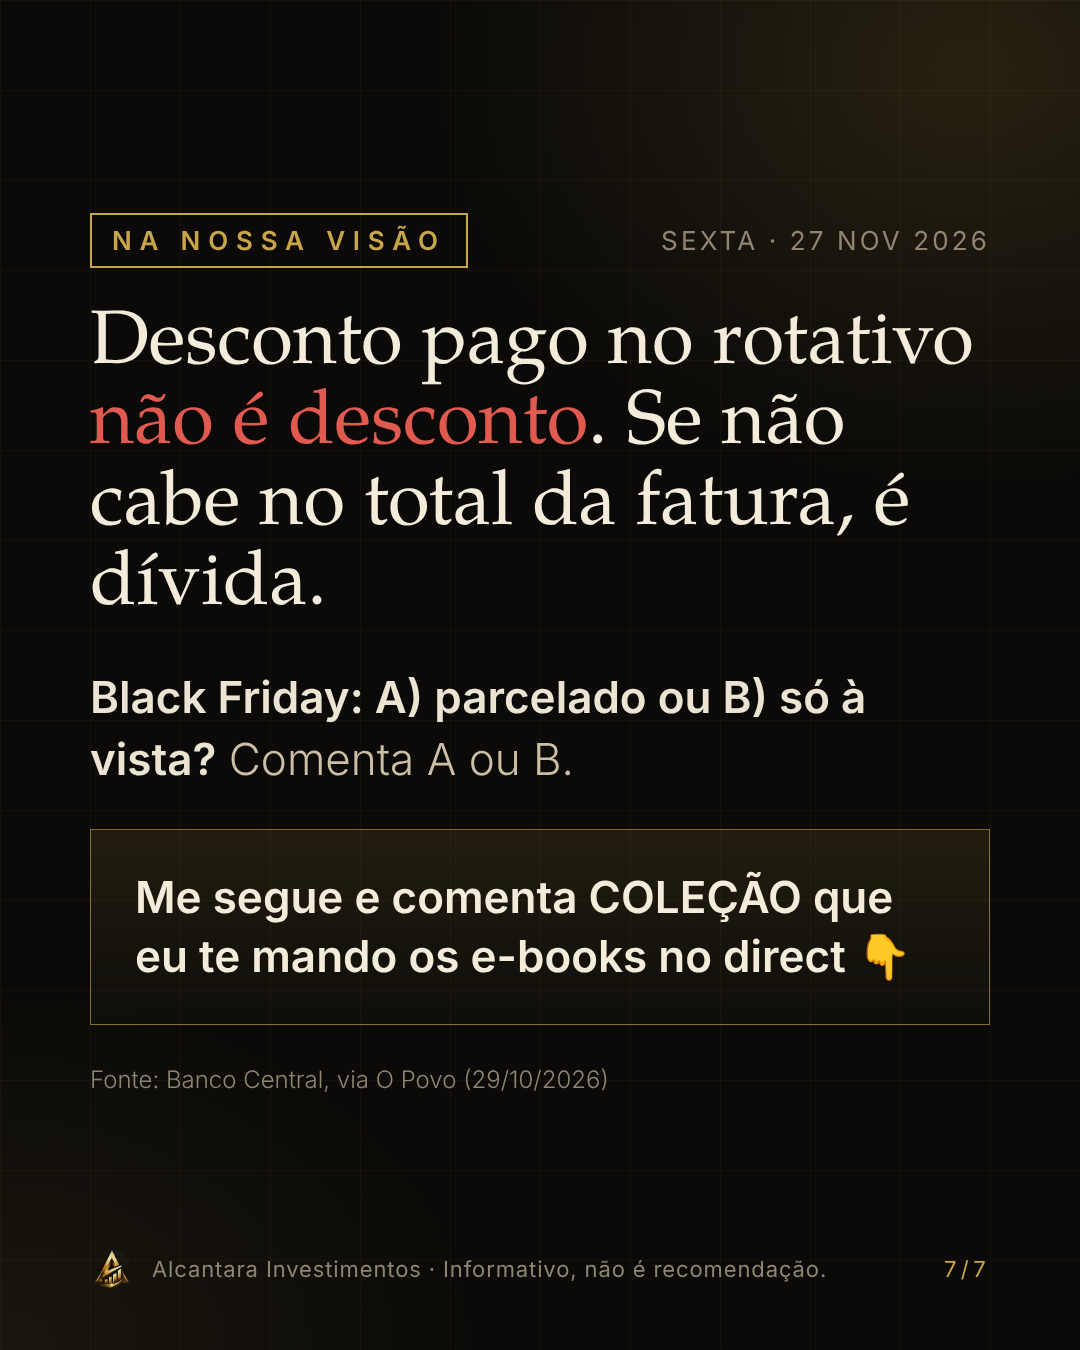 NA NOSSA VISÃO
SEXTA · 27 NOV 2026
Desconto pago no rotativo
não é desconto. Se não
cabe no total da fatura, é
dívida.
Black Friday: A) parcelado ou B) só à
vista? Comenta A ou B.
Me segue e comenta COLEÇÃO que
eu te mando os e-books no direct 👇
Fonte: Banco Central, via O Povo (29/10/2026)
Alcantara Investimentos · Informativo, não é recomendação.
7/7